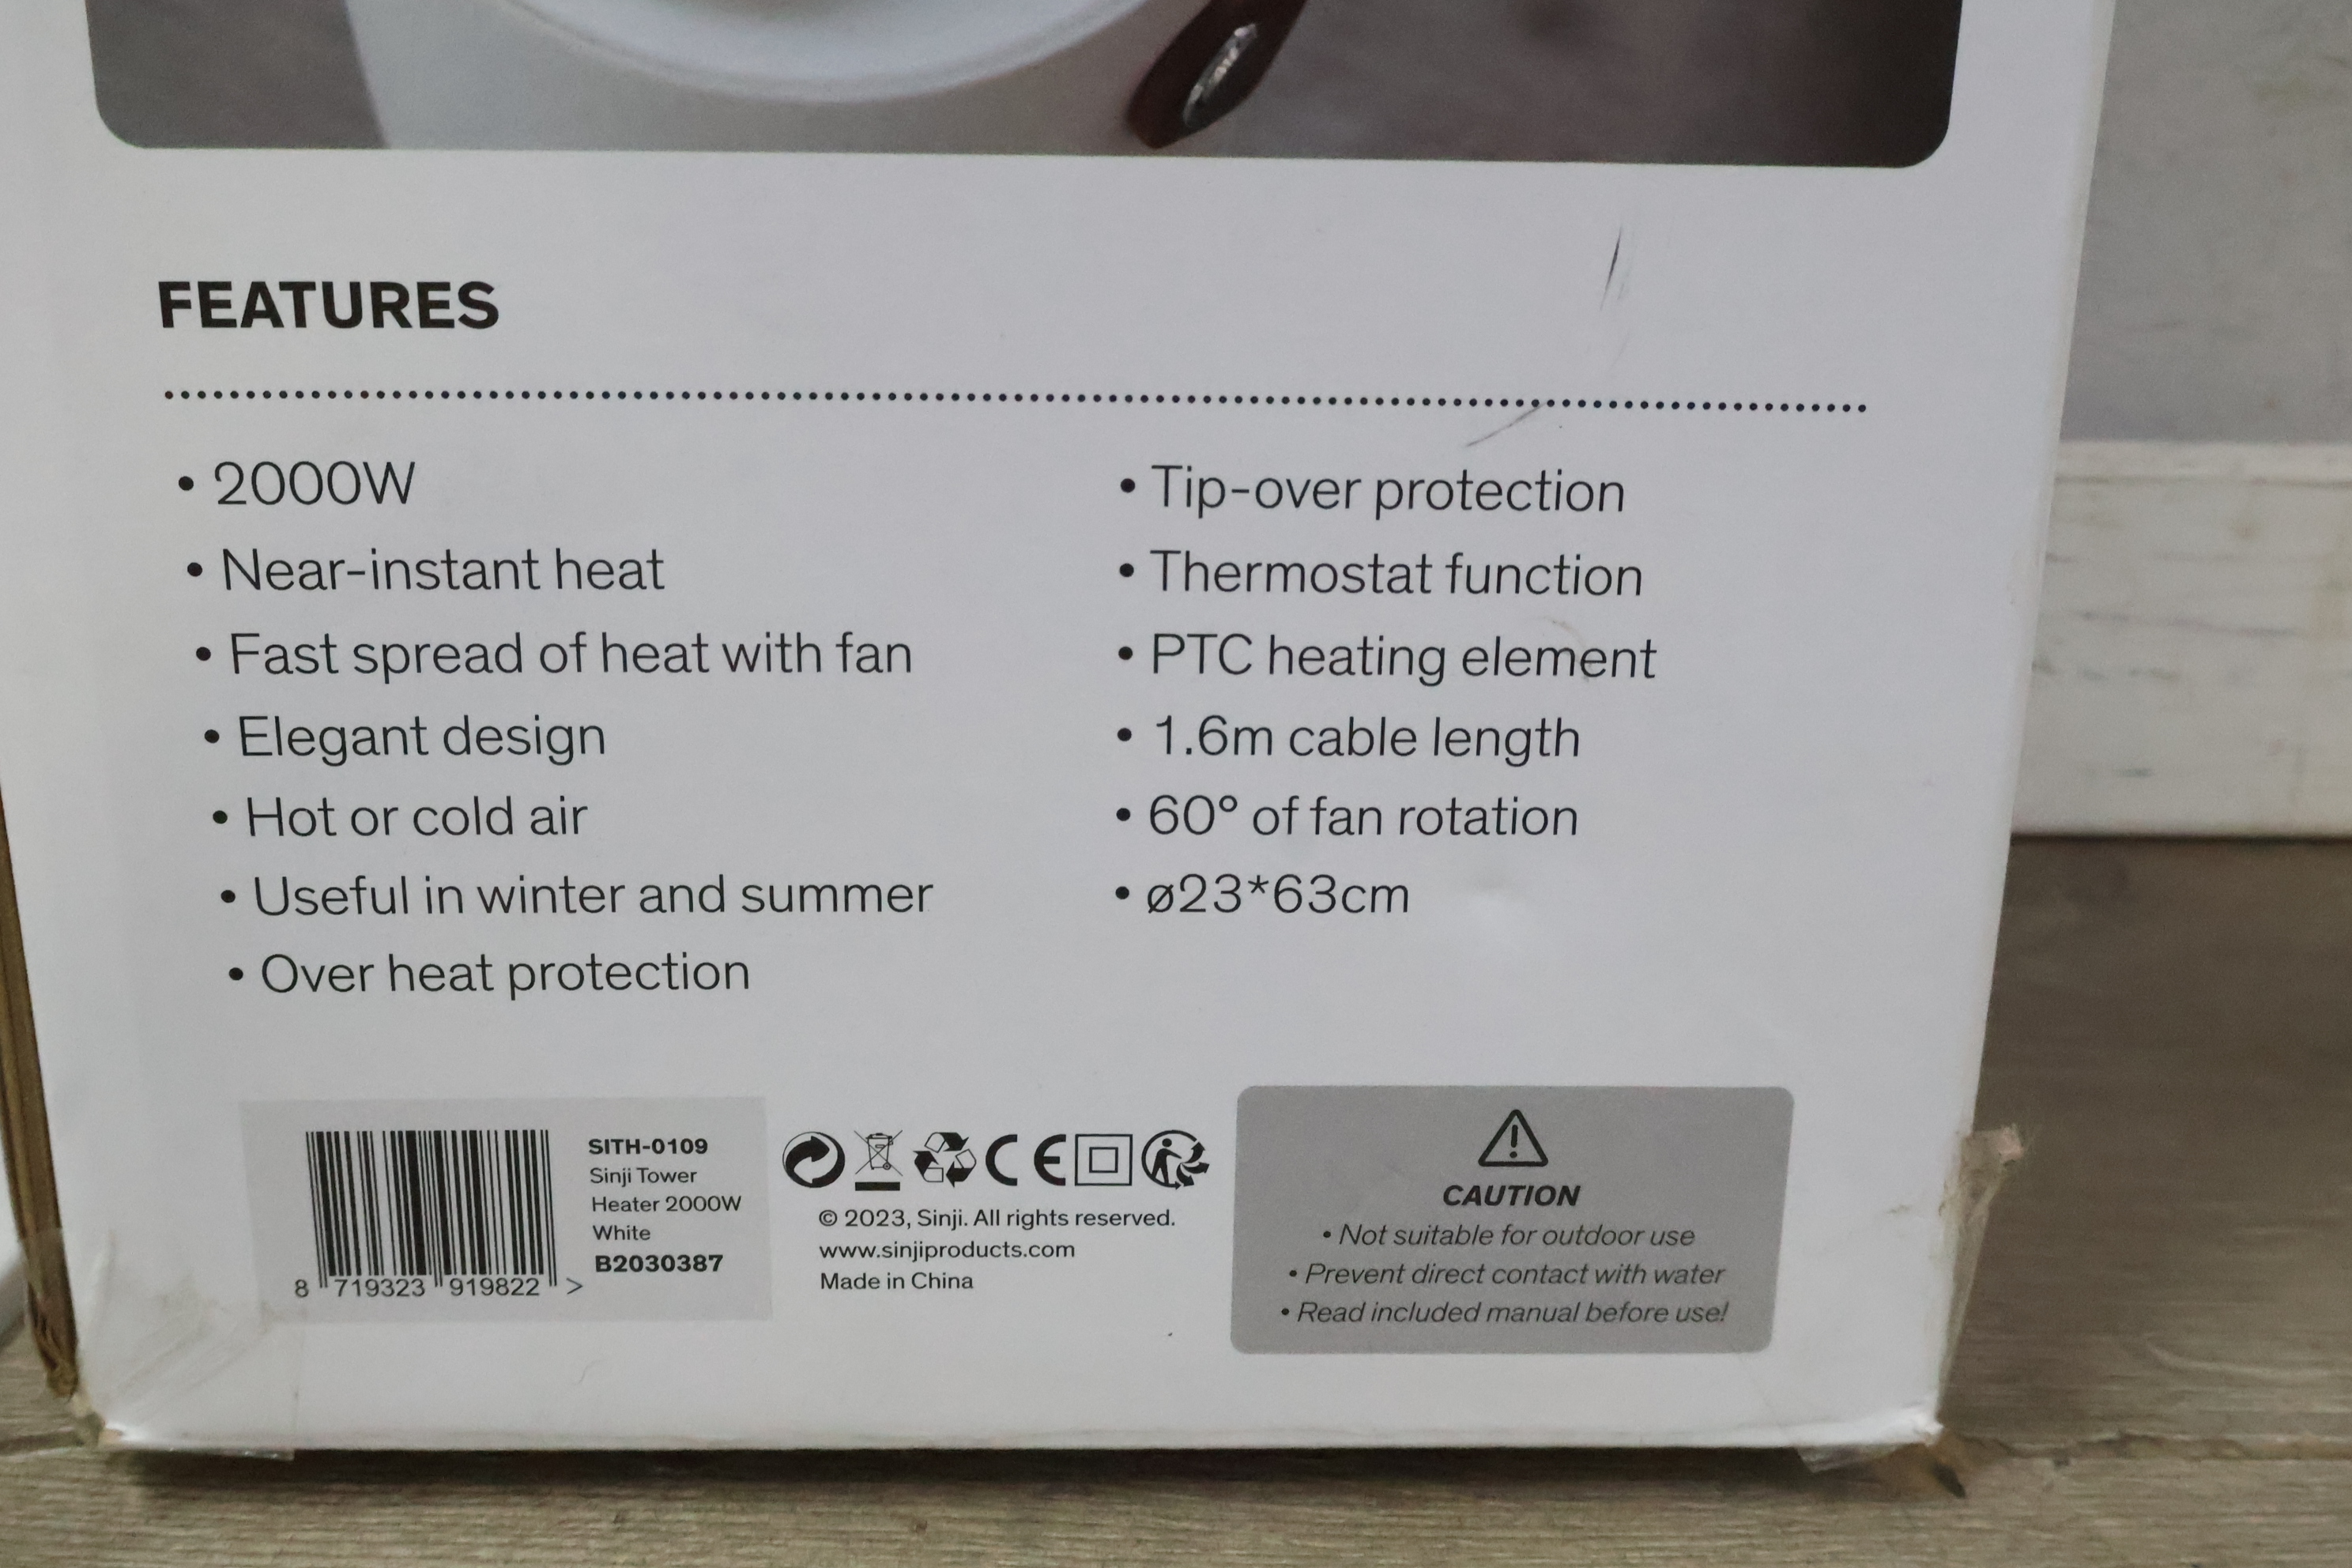 FEATURES
• 2000W
• Near-instant heat
• Fast spread of heat with fan
• Elegant design
• Hot or cold air
• Useful in winter and summer
• Over heat protection
• Tip-over protection
• Thermostat function
• PTC heating element
• 1.6m cable length
• 60° of fan rotation
• ø23*63cm
8 719323 919822 >
SITH-0109
Sinji Tower
Heater 2000W
White
B2030387
CE
© 2023, Sinji. All rights reserved.
www.sinjiproducts.com
Made in China
CAUTION
• Not suitable for outdoor use
• Prevent direct contact with water
• Read included manual before use!